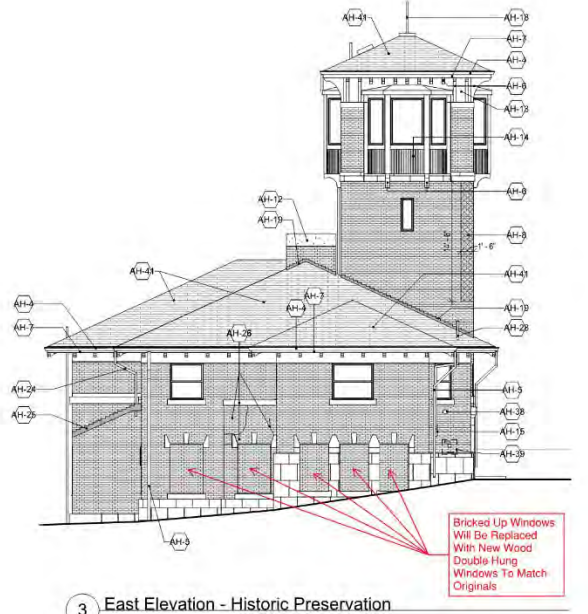 AH-41
AH-18
AH-7
AH-4
AH-6
AH-13
AH-14
AH-6
AH-12
AH-19
AH-8
1'-6"
AH-41
AH-41
AH-4
AH-7
AH-4
AH-7
AH-19
AH-28
AH-26
AH-24
AH-25
AH-5
AH-38
AH-15
AH-39
AH-3
Bricked Up Windows
Will Be Replaced
With New Wood
Double Hung
Windows To Match
Originals
3
East Elevation - Historic Preservation